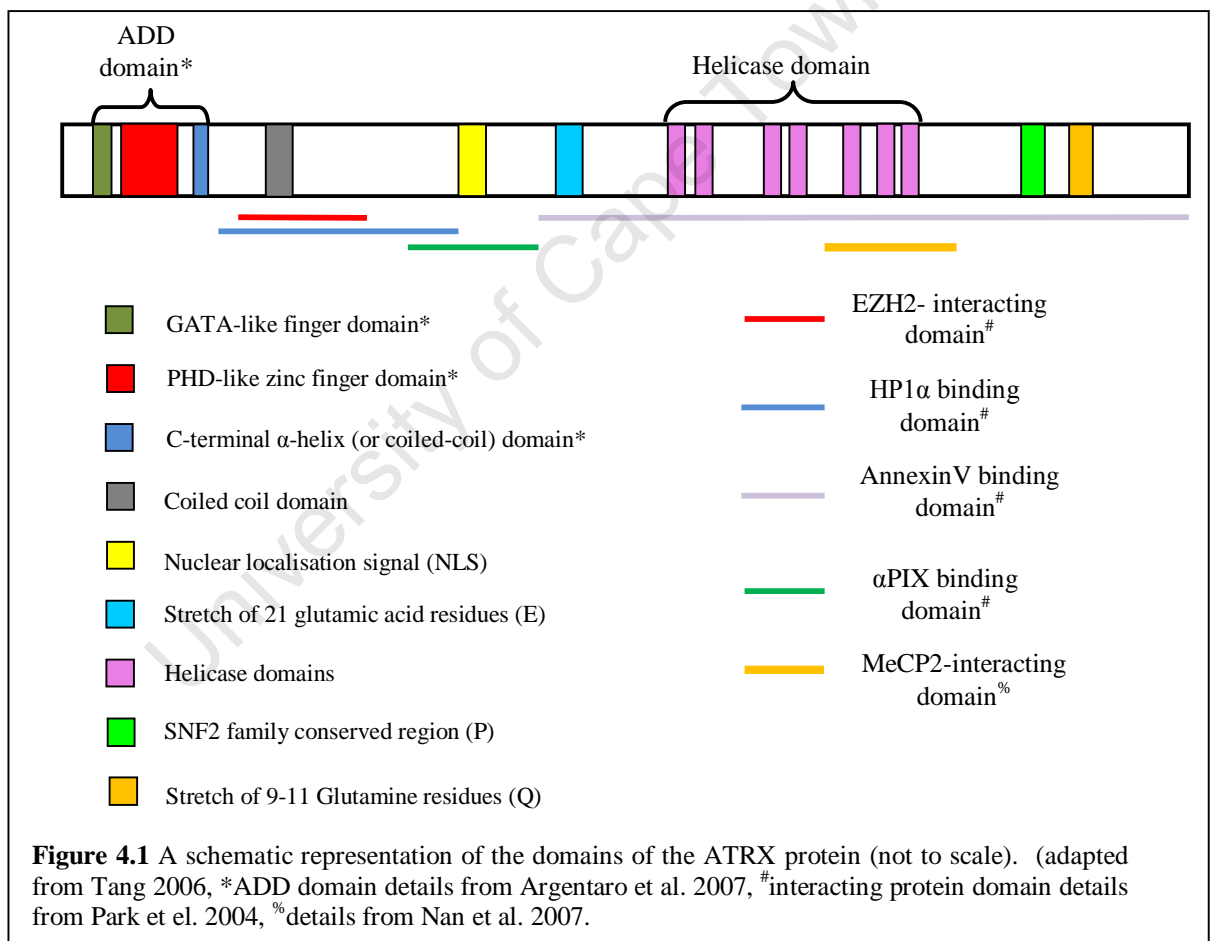 ADD
domain*
Helicase domain
GATA-like finger domain*
PHD-like zinc finger domain*
C-terminal α-helix (or coiled-coil) domain*
Coiled coil domain
Nuclear localisation signal (NLS)
Stretch of 21 glutamic acid residues (E)
Helicase domains
SNF2 family conserved region (P)
Stretch of 9-11 Glutamine residues (Q)
EZH2- interacting
domain#
HP1α binding
domain#
AnnexinV binding
domain#
αPIX binding
domain#
MeCP2-interacting
domain%
Figure 4.1 A schematic representation of the domains of the ATRX protein (not to scale). (adapted
from Tang 2006, *ADD domain details from Argentaro et al. 2007, #interacting protein domain details
from Park et el. 2004, %details from Nan et al. 2007.
University of Cape Town